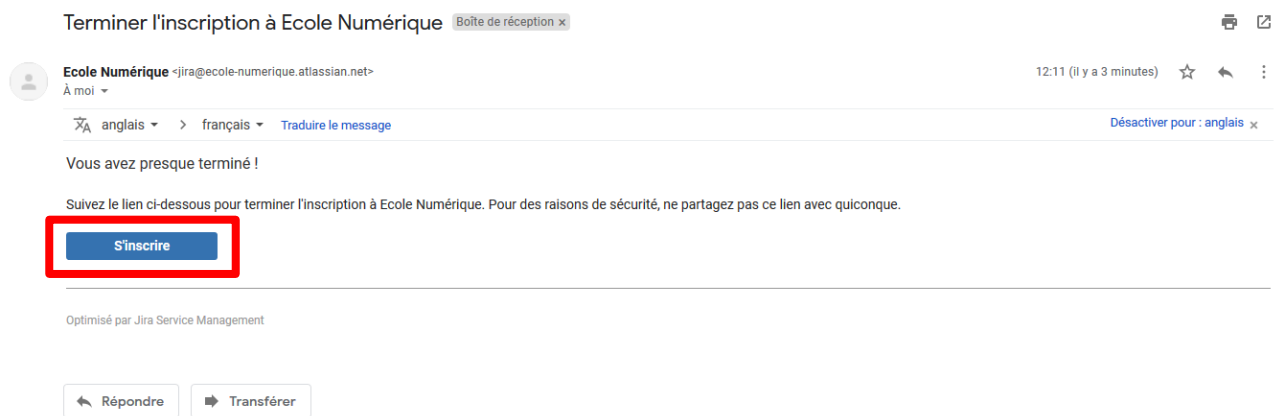 Terminer l'inscription à Ecole Numérique Boîte de réception ×
Ecole Numérique <jira@ecole-numerique.atlassian.net> 12:11 (il y a 3 minutes)
À moi
anglais > français Traduire le message Désactiver pour : anglais ×
Vous avez presque terminé !
Suivez le lien ci-dessous pour terminer l'inscription à Ecole Numérique. Pour des raisons de sécurité, ne partagez pas ce lien avec quiconque.
S'inscrire
Optimisé par Jira Service Management
Répondre Transférer